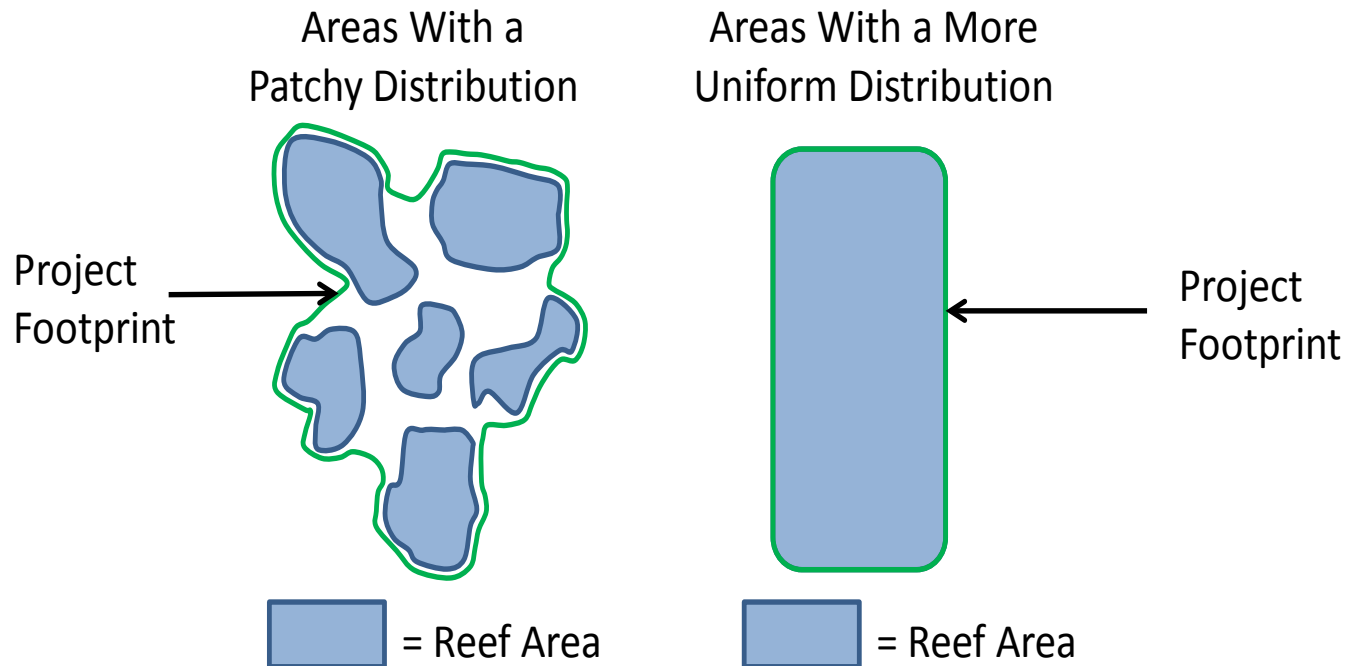 Areas With a
Patchy Distribution
Areas With a More
Uniform Distribution
Project
Footprint
Project
Footprint
= Reef Area
= Reef Area